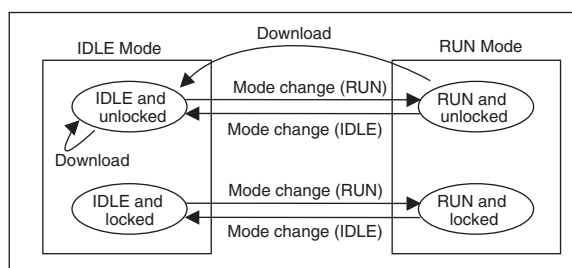 Download
IDLE Mode
RUN Mode
IDLE and
unlocked
Mode change (RUN)
RUN and
unlocked
Mode change (IDLE)
Download
IDLE and
locked
Mode change (RUN)
RUN and
locked
Mode change (IDLE)